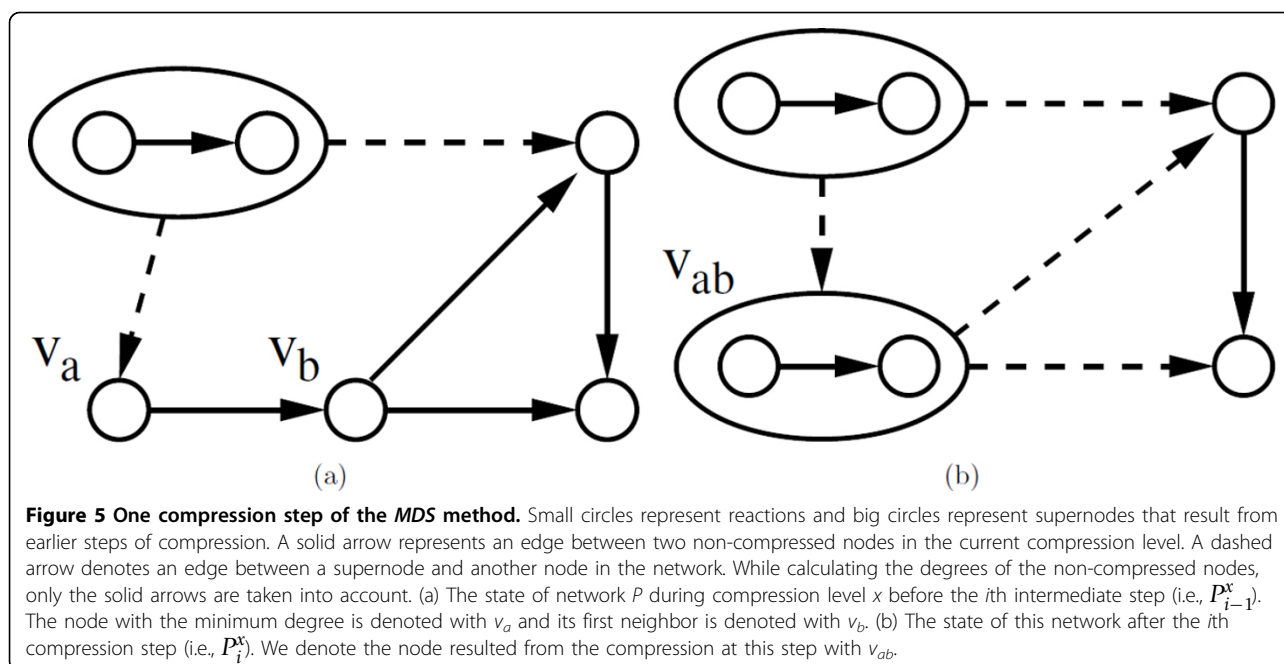 V_a
V_b
V_ab
(a)
(b)
Figure 5 One compression step of the MDS method. Small circles represent reactions and big circles represent supernodes that result from
earlier steps of compression. A solid arrow represents an edge between two non-compressed nodes in the current compression level. A dashed
arrow denotes an edge between a supernode and another node in the network. While calculating the degrees of the non-compressed nodes,
only the solid arrows are taken into account. (a) The state of network P during compression level x before the ith intermediate step (i.e., P^x_{i−1}).
The node with the minimum degree is denoted with v_a and its first neighbor is denoted with v_b. (b) The state of this network after the ith
compression step (i.e., P^x_i). We denote the node resulted from the compression at this step with v_ab.